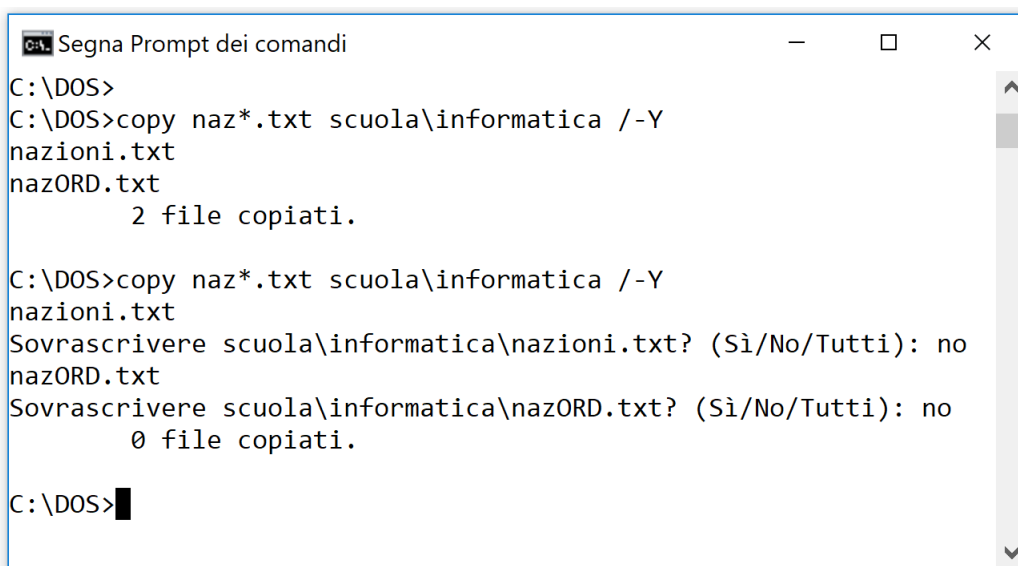 Segna Prompt dei comandi
C:\DOS>
C:\DOS>copy naz*.txt scuola\informatica /-Y
nazioni.txt
nazORD.txt
        2 file copiati.

C:\DOS>copy naz*.txt scuola\informatica /-Y
nazioni.txt
Sovrascrivere scuola\informatica\nazioni.txt? (Sì/No/Tutti): no
nazORD.txt
Sovrascrivere scuola\informatica\nazORD.txt? (Sì/No/Tutti): no
        0 file copiati.

C:\DOS>